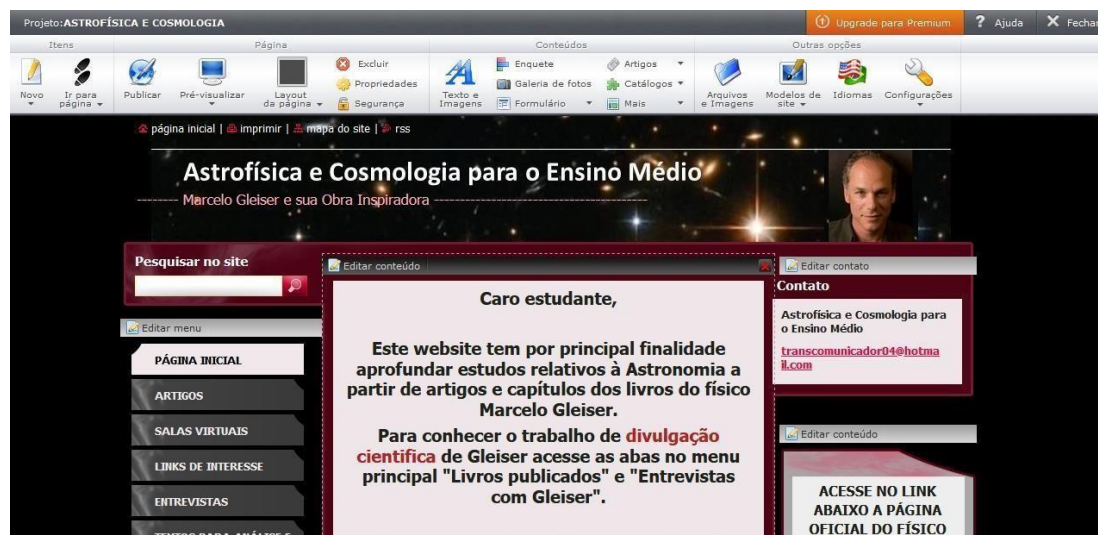 Projeto:ASTROFÍSICA E COSMOLOGIA
Upgrade para Premium
? Ajuda
X Fechar
Itens
Página
Conteúdos
Outras opções
Novo
Ir para
página
Publicar
Pré-visualizar
Layout
da página
Excluir
Propriedades
Segurança
Texto e
Imagens
Enquete
Galeria de fotos
Formulário
Artigos
Catálogos
Mais
Arquivos
e Imagens
Modelos de
site
Idiomas
Configurações
página inicial | imprimir | mapa do site | rss
Astrofísica e Cosmologia para o Ensino Médio
-------- Marcelo Gleiser e sua Obra Inspiradora ------------------------------------------
Pesquisar no site
Editar menu
PÁGINA INICIAL
ARTIGOS
SALAS VIRTUAIS
LINKS DE INTERESSE
ENTREVISTAS
TEXTOS PARA ANÁLISE E
Editar conteúdo
Caro estudante,
Este website tem por principal finalidade
aprofundar estudos relativos à Astronomia a
partir de artigos e capítulos dos livros do físico
Marcelo Gleiser.
Para conhecer o trabalho de divulgação
cientifica de Gleiser acesse as abas no menu
principal "Livros publicados" e "Entrevistas
com Gleiser".
Editar contato
Contato
Astrofísica e Cosmologia para
o Ensino Médio
transcomunicador04@hotma
il.com
Editar conteúdo
ACESSE NO LINK
ABAIXO A PÁGINA
OFICIAL DO FÍSICO